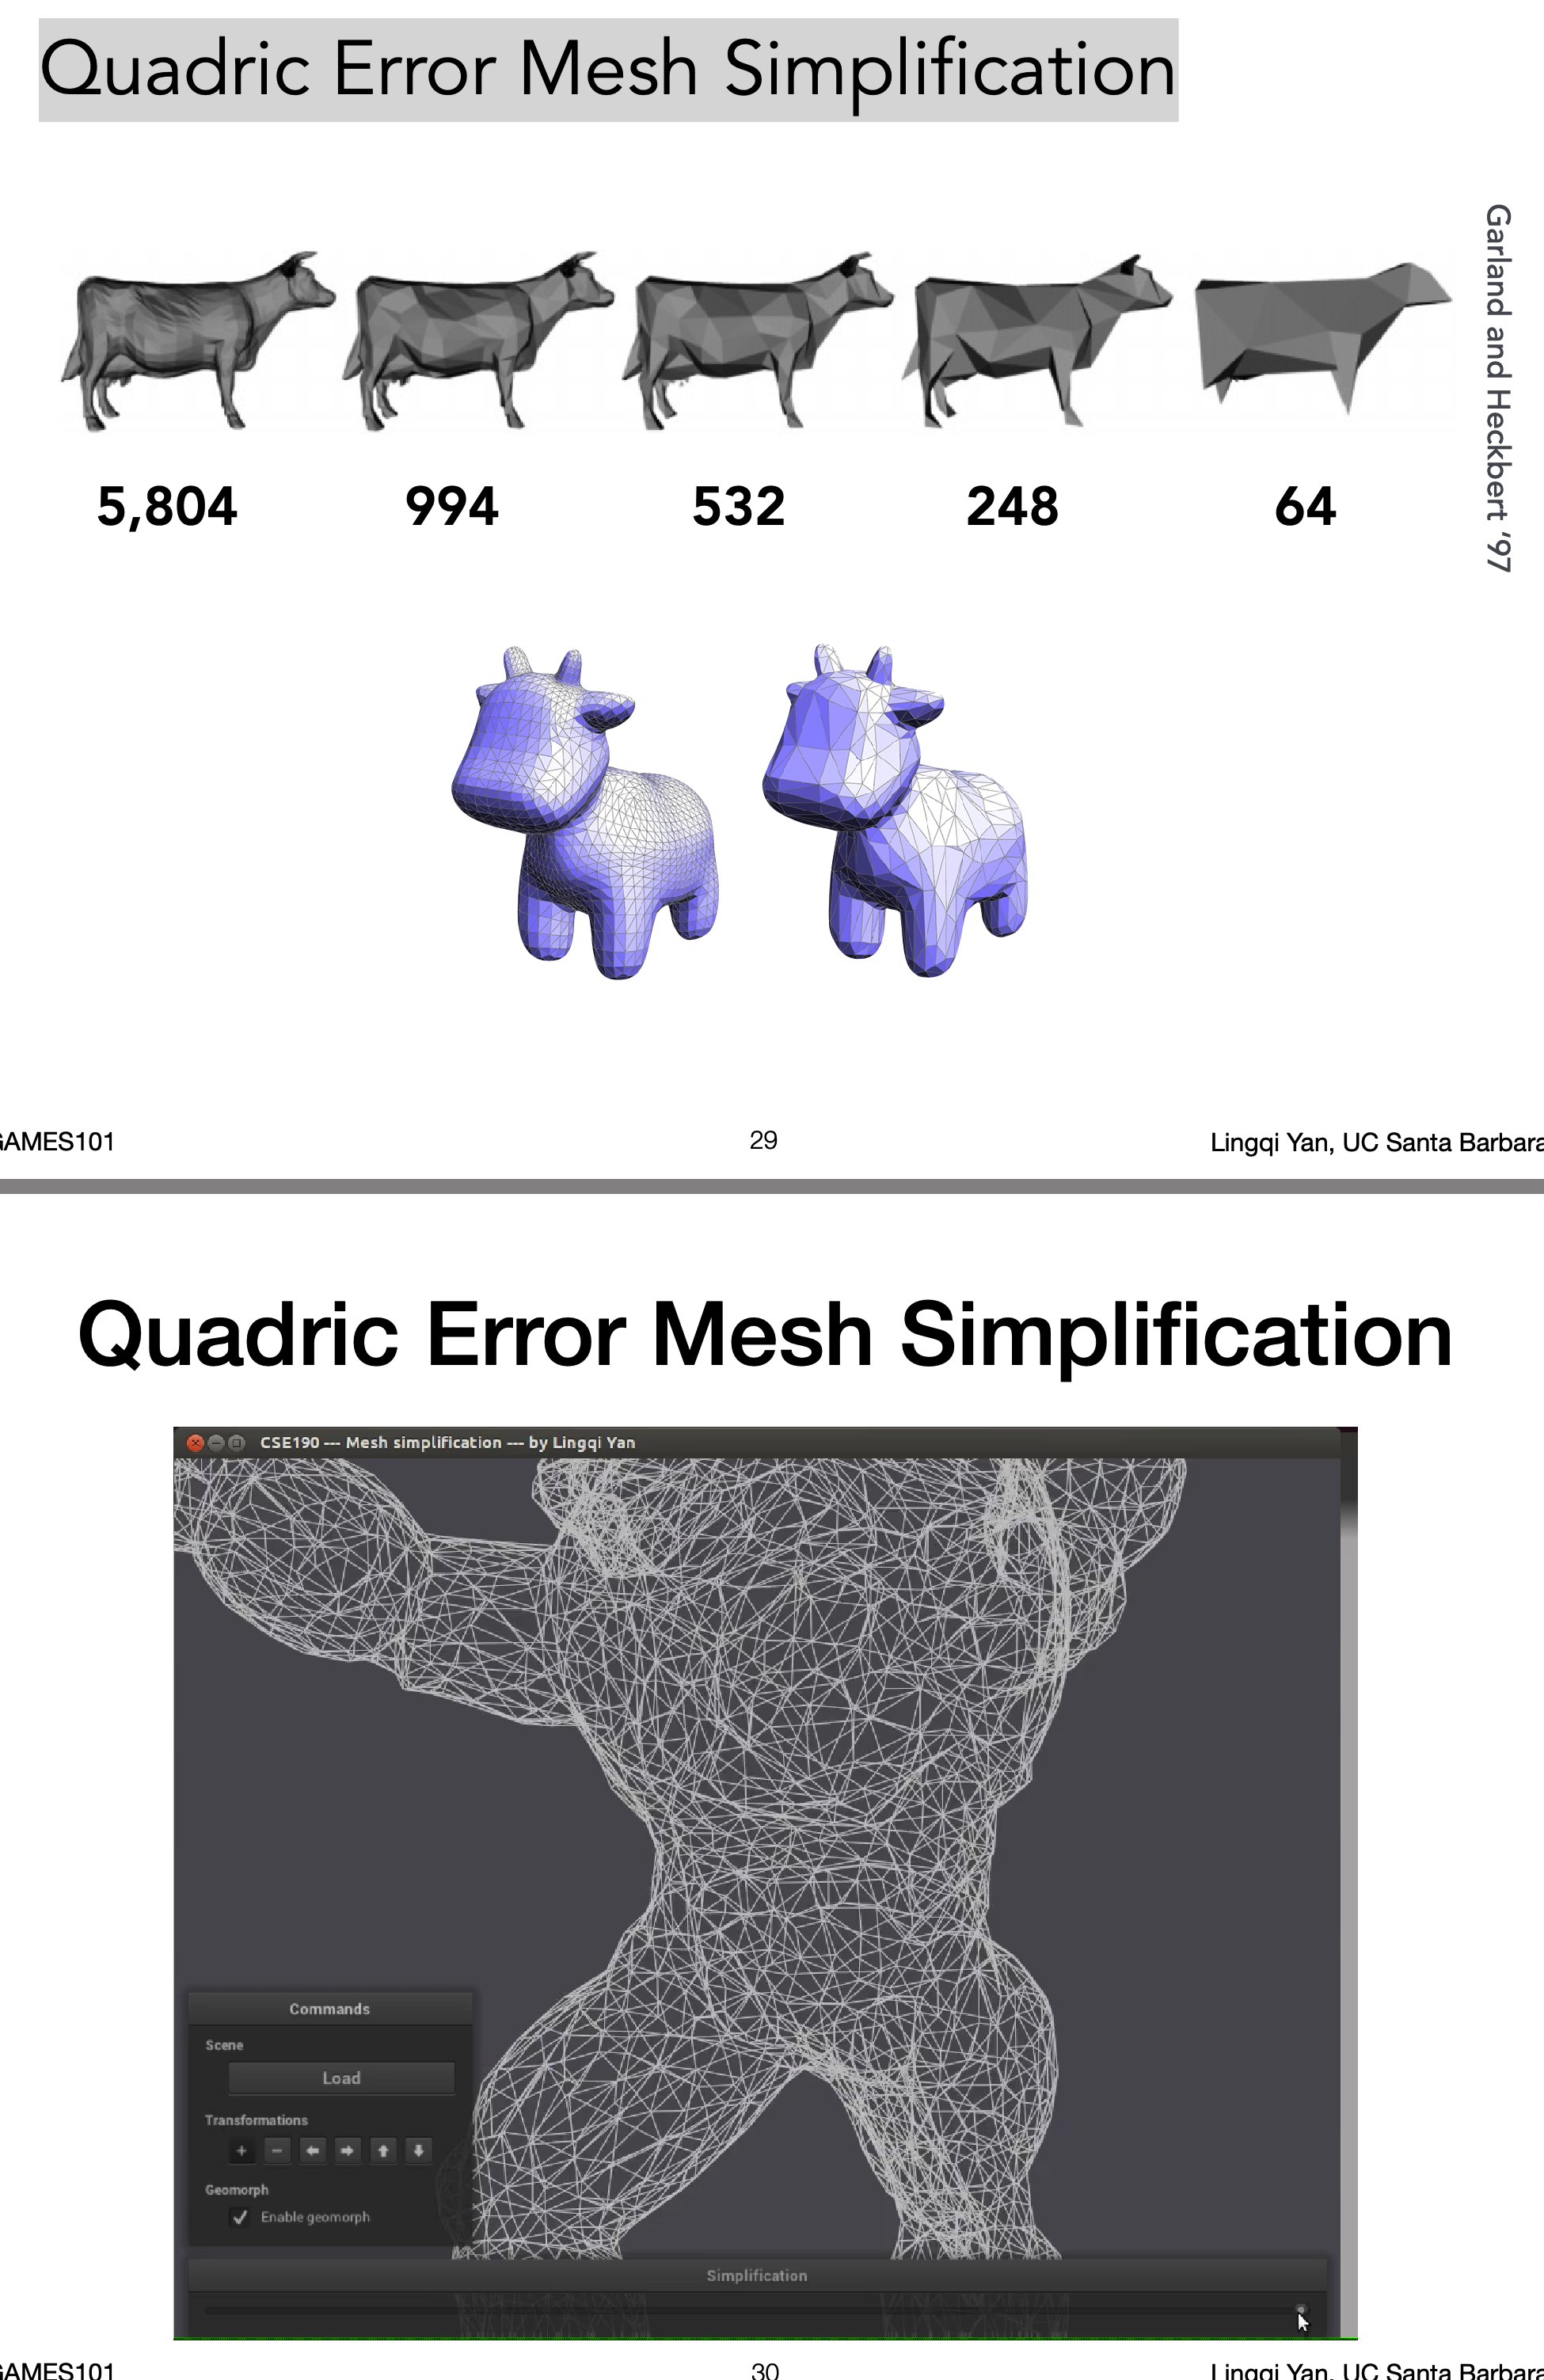 Quadric Error Mesh Simplification
Garland and Heckbert '97
5,804 994 532 248 64
GAMES101 29 Lingqi Yan, UC Santa Barbara
Quadric Error Mesh Simplification
CSE190 --- Mesh simplification --- by Lingqi Yan
Commands
Scene
Load
Transformations
Geomorph
Enable geomorph
Simplification
GAMES101 30 Lingqi Yan, UC Santa Barbara